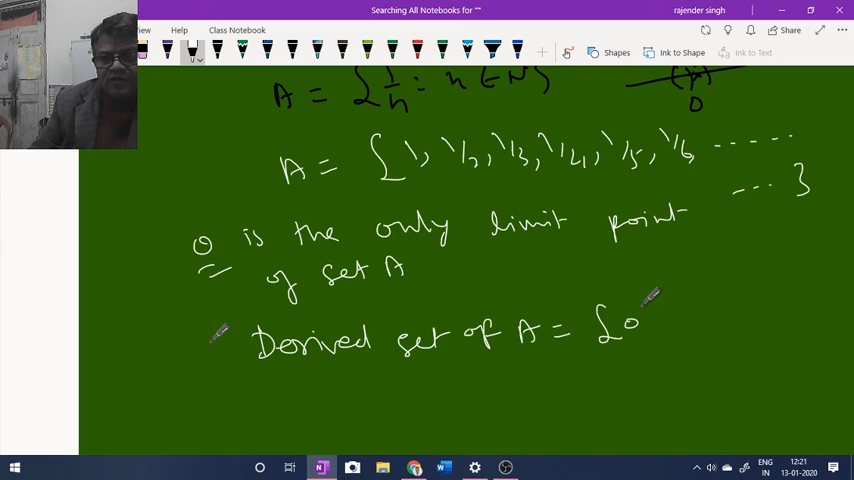 Searching All Notebooks for ""
rajender singh
View Help Class Notebook
Share
Shapes
Ink to Shape
Ink to Text
A = { 1/n : n ∈ N }
0
A = { 1, 1/2, 1/3, 1/4, 1/5, 1/6, ......
... }
0 is the only limit point
of set A
Derived set of A = { 0
ENG
IN
12:21
13-01-2020